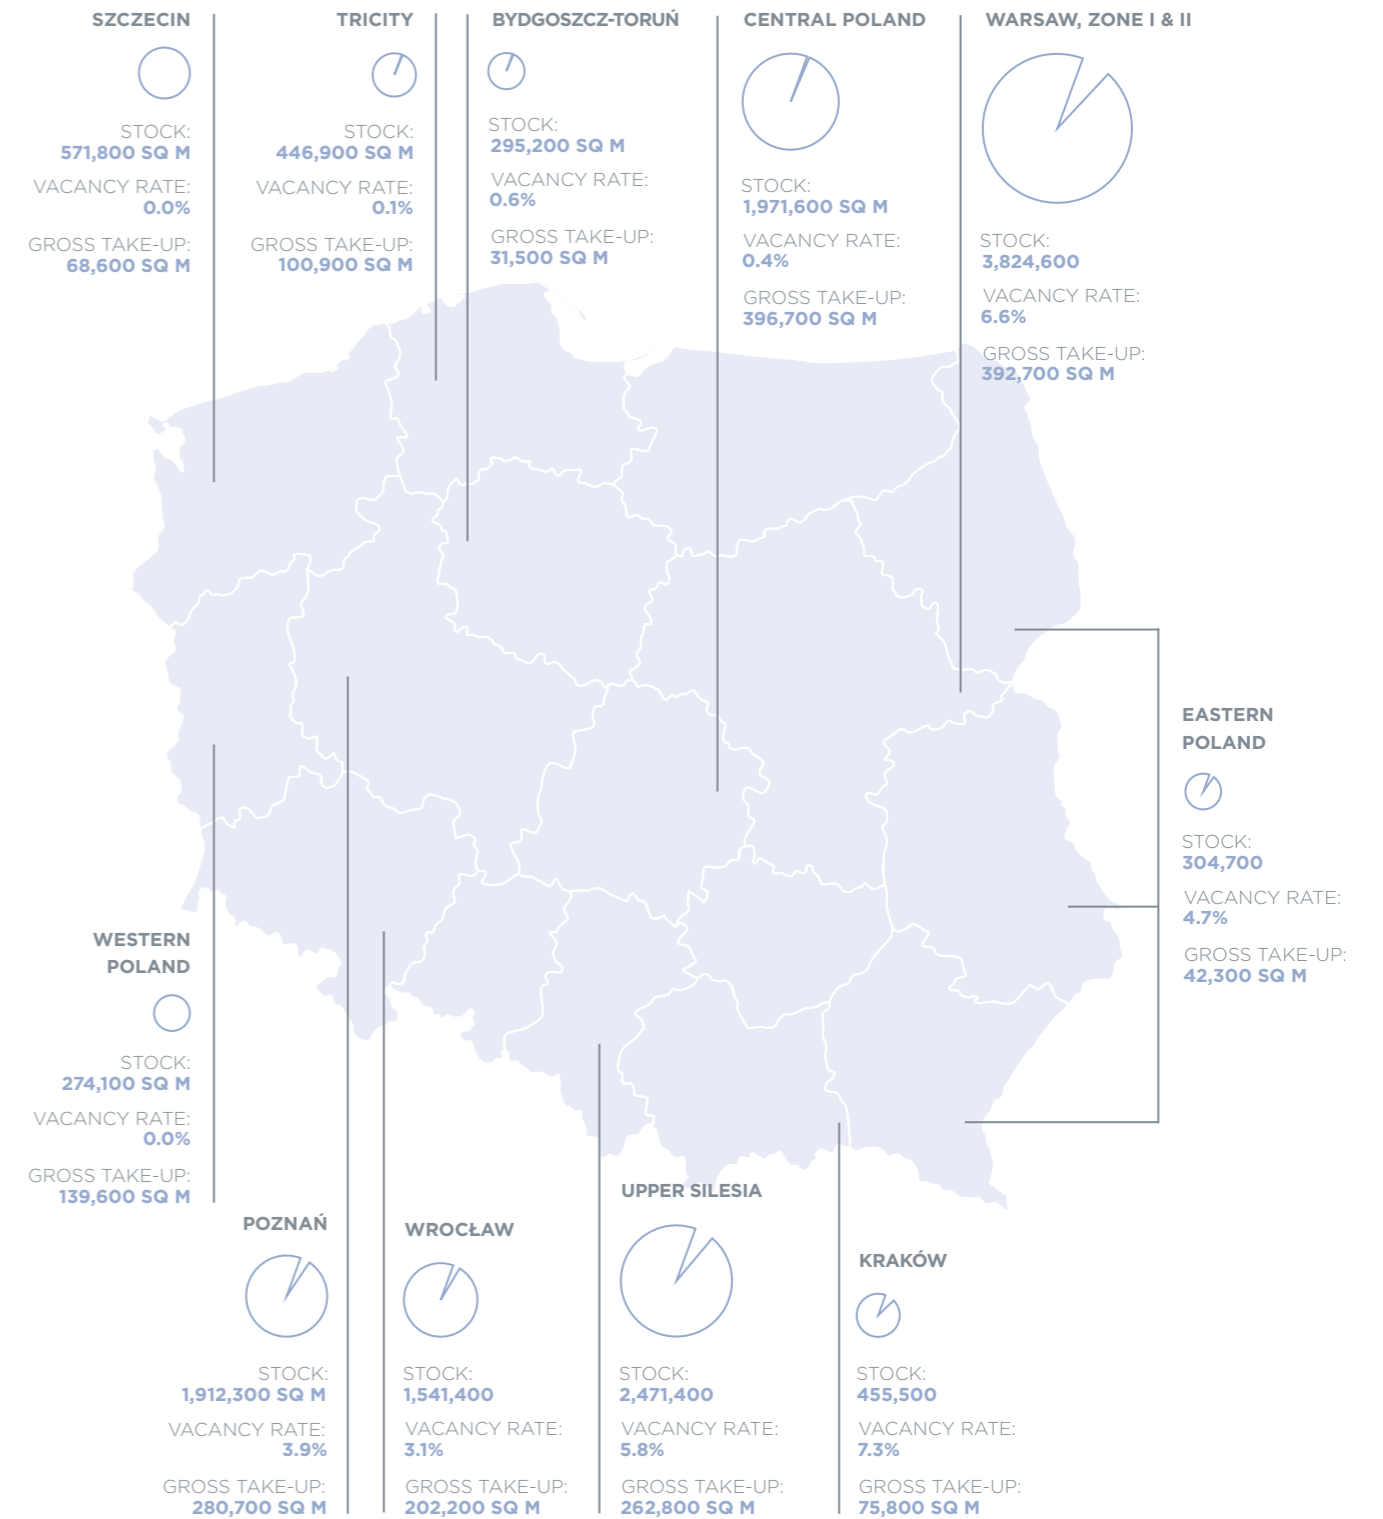 SZCZECIN
STOCK:
571,800 SQ M
VACANCY RATE:
0.0%
GROSS TAKE-UP:
68,600 SQ M
TRICITY
STOCK:
446,900 SQ M
VACANCY RATE:
0.1%
GROSS TAKE-UP:
100,900 SQ M
BYDGOSZCZ-TORUŃ
STOCK:
295,200 SQ M
VACANCY RATE:
0.6%
GROSS TAKE-UP:
31,500 SQ M
CENTRAL POLAND
STOCK:
1,971,600 SQ M
VACANCY RATE:
0.4%
GROSS TAKE-UP:
396,700 SQ M
WARSAW, ZONE I & II
STOCK:
3,824,600
VACANCY RATE:
6.6%
GROSS TAKE-UP:
392,700 SQ M
EASTERN
POLAND
STOCK:
304,700
VACANCY RATE:
4.7%
GROSS TAKE-UP:
42,300 SQ M
WESTERN
POLAND
STOCK:
274,100 SQ M
VACANCY RATE:
0.0%
GROSS TAKE-UP:
139,600 SQ M
POZNAŃ
STOCK:
1,912,300 SQ M
VACANCY RATE:
3.9%
GROSS TAKE-UP:
280,700 SQ M
WROCŁAW
STOCK:
1,541,400
VACANCY RATE:
3.1%
GROSS TAKE-UP:
202,200 SQ M
UPPER SILESIA
STOCK:
2,471,400
VACANCY RATE:
5.8%
GROSS TAKE-UP:
262,800 SQ M
KRAKÓW
STOCK:
455,500
VACANCY RATE:
7.3%
GROSS TAKE-UP:
75,800 SQ M